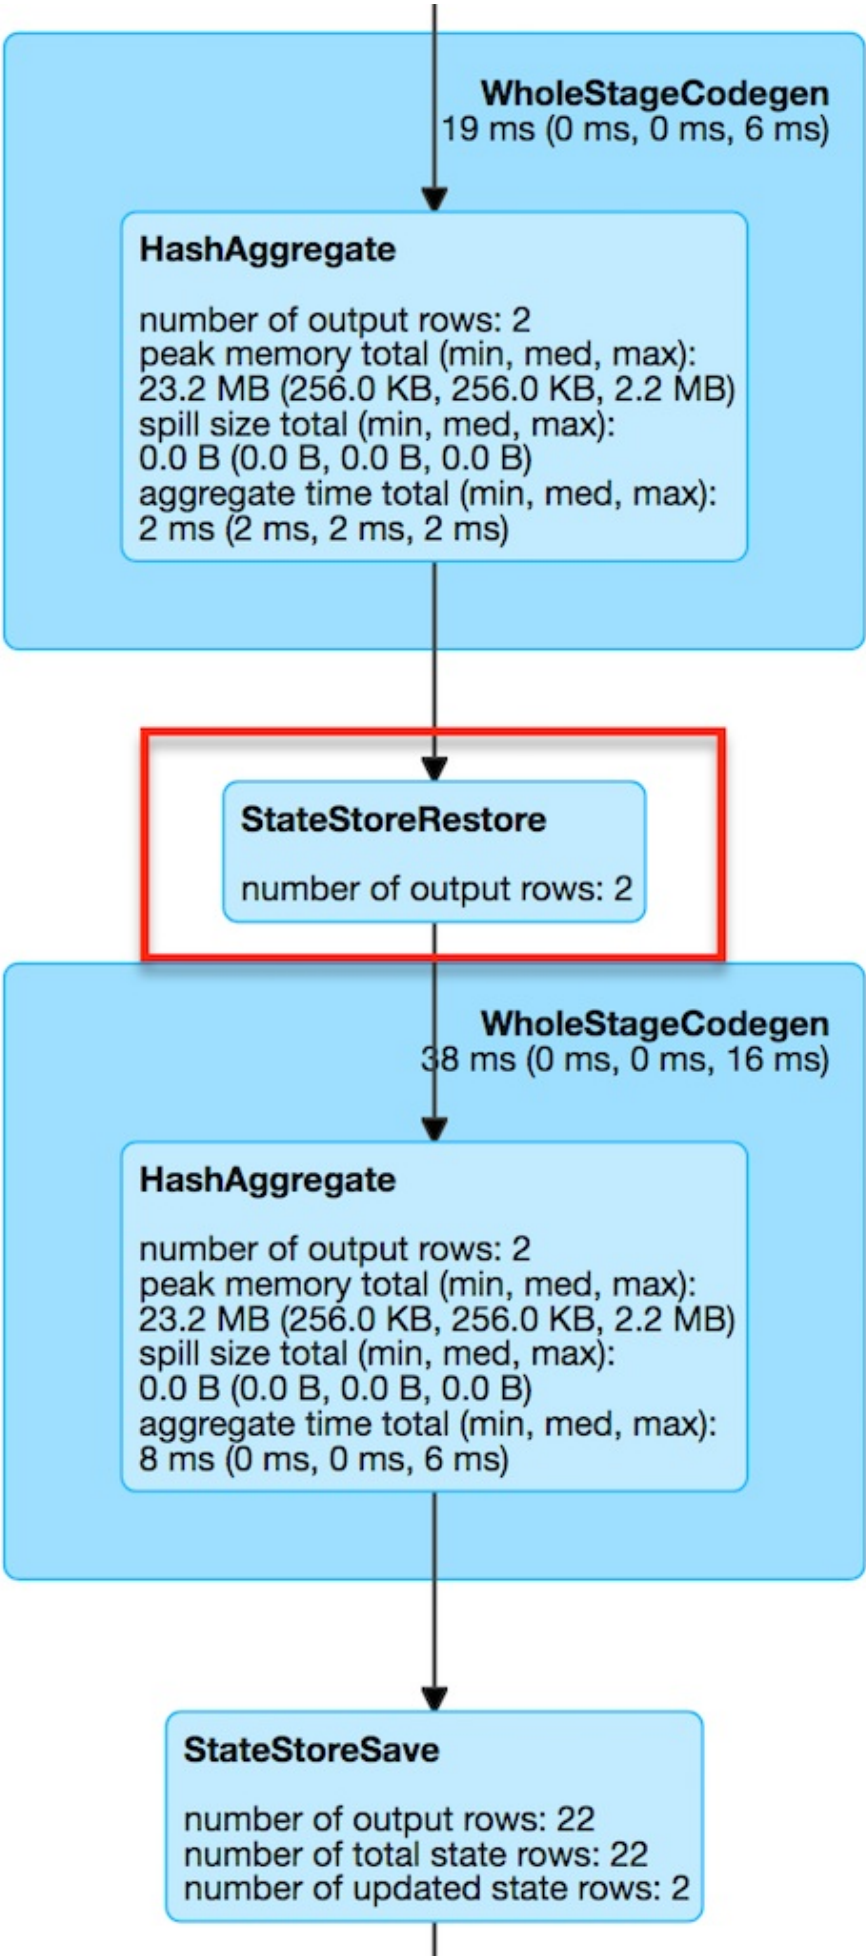 WholeStageCodegen
19 ms (0 ms, 0 ms, 6 ms)
HashAggregate
number of output rows: 2
peak memory total (min, med, max):
23.2 MB (256.0 KB, 256.0 KB, 2.2 MB)
spill size total (min, med, max):
0.0 B (0.0 B, 0.0 B, 0.0 B)
aggregate time total (min, med, max):
2 ms (2 ms, 2 ms, 2 ms)
StateStoreRestore
number of output rows: 2
WholeStageCodegen
38 ms (0 ms, 0 ms, 16 ms)
HashAggregate
number of output rows: 2
peak memory total (min, med, max):
23.2 MB (256.0 KB, 256.0 KB, 2.2 MB)
spill size total (min, med, max):
0.0 B (0.0 B, 0.0 B, 0.0 B)
aggregate time total (min, med, max):
8 ms (0 ms, 0 ms, 6 ms)
StateStoreSave
number of output rows: 22
number of total state rows: 22
number of updated state rows: 2